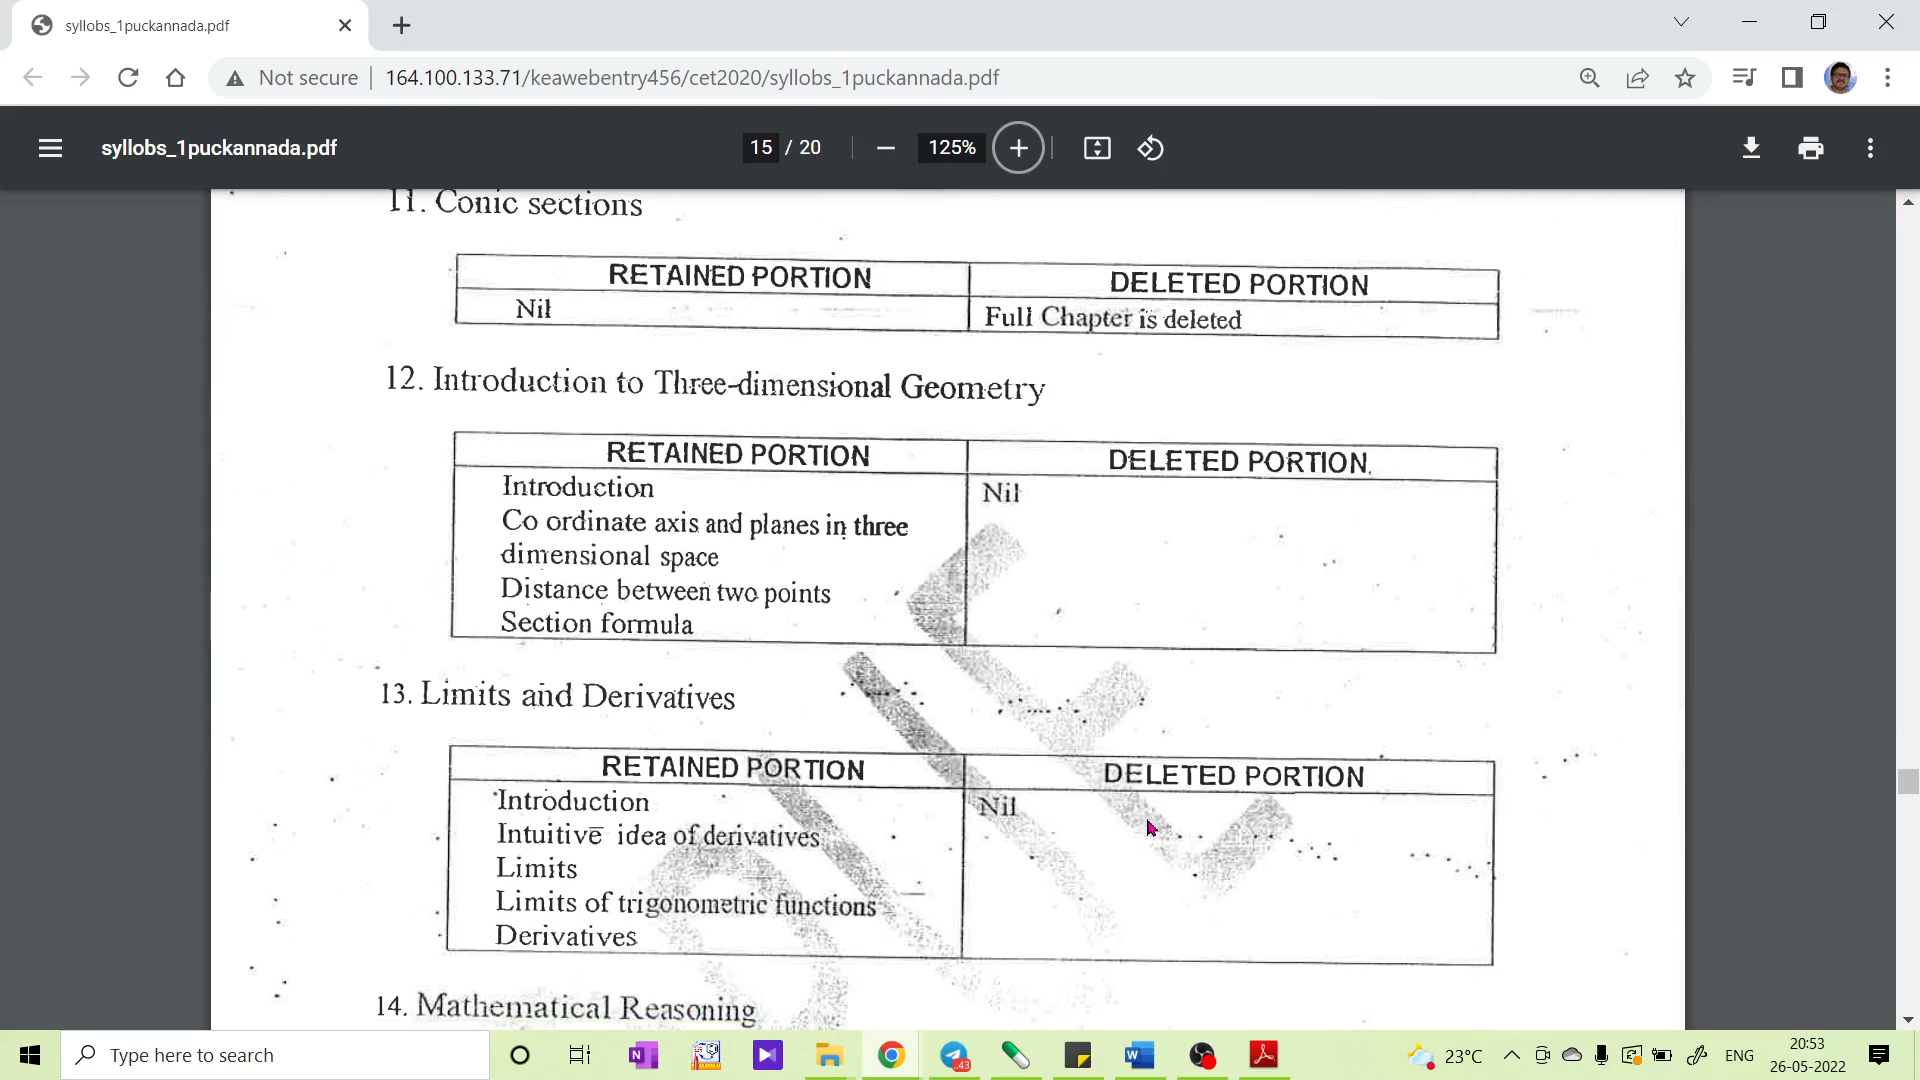 syllobs_1puckannada.pdf
Not secure 164.100.133.71/keawebentry456/cet2020/syllobs_1puckannada.pdf
syllobs_1puckannada.pdf 15 / 20 125%
11. Conic sections
RETAINED PORTION DELETED PORTION
Nil Full Chapter is deleted
12. Introduction to Three-dimensional Geometry
RETAINED PORTION DELETED PORTION
Introduction Nil
Co ordinate axis and planes in three
dimensional space
Distance between two points
Section formula
13. Limits and Derivatives
RETAINED PORTION DELETED PORTION
Introduction Nil
Intuitive idea of derivatives
Limits
Limits of trigonometric functions
Derivatives
14. Mathematical Reasoning
Type here to search 43 23°C ENG 20:53
26-05-2022